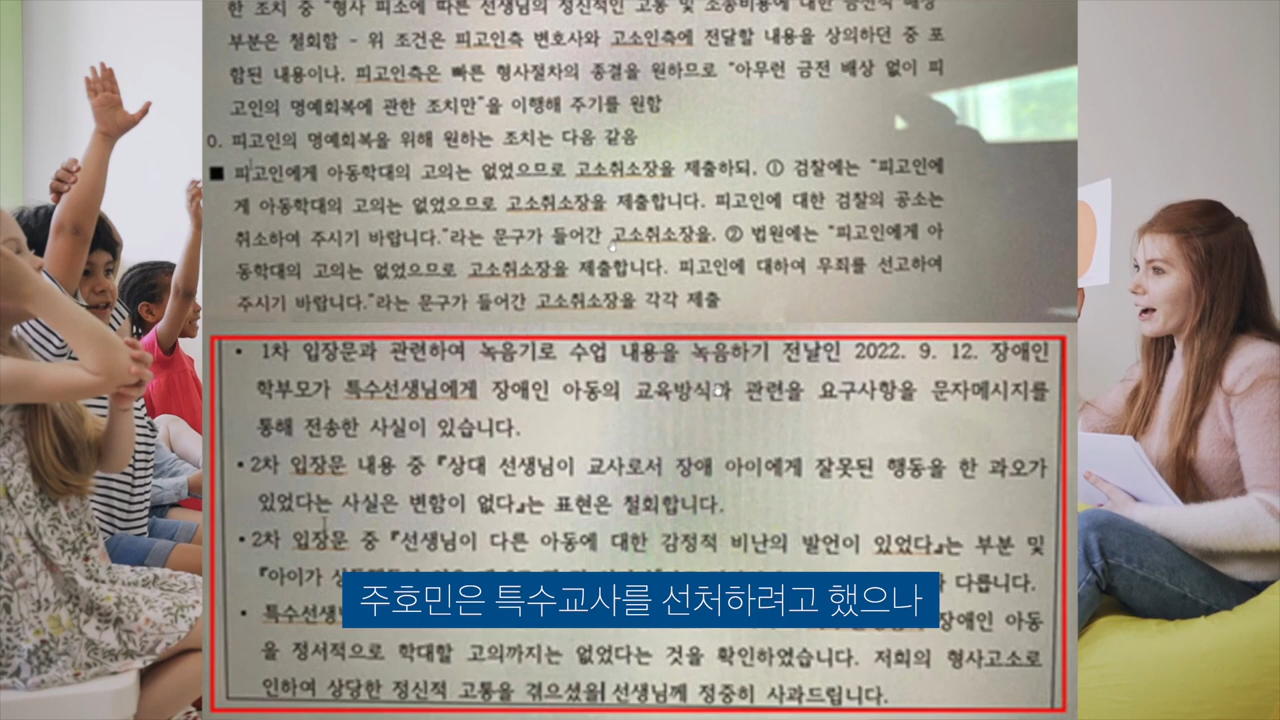 한 조치 중 "형사 피소에 따른 선생님의 정신적인 고통 및 소송비용에 대한 금전적 배상
부분은 철회함 - 위 조건은 피고인측 변호사와 고소인측에 전달할 내용을 상의하던 중 포
함된 내용이나, 피고인측은 빠른 형사절차의 종결을 원하므로 "아무런 금전 배상 없이 피
고인의 명예회복에 관한 조치만"을 이행해 주기를 원함
0. 피고인의 명예회복을 위해 원하는 조치는 다음 같음
■ 피고인에게 아동학대의 고의는 없었으므로 고소취소장을 제출하되, ① 검찰에는 "피고인에
게 아동학대의 고의는 없었으므로 고소취소장을 제출합니다. 피고인에 대한 검찰의 공소는
취소하여 주시기 바랍니다."라는 문구가 들어간 고소취소장을, ② 법원에는 "피고인에게 아
동학대의 고의는 없었으므로 고소취소장을 제출합니다. 피고인에 대하여 무죄를 선고하여
주시기 바랍니다."라는 문구가 들어간 고소취소장을 각각 제출
• 1차 입장문과 관련하여 녹음기로 수업 내용을 녹음하기 전날인 2022. 9. 12. 장애인
학부모가 특수선생님에게 장애인 아동의 교육방식과 관련을 요구사항을 문자메시지를
통해 전송한 사실이 있습니다.
• 2차 입장문 내용 중 『상대 선생님이 교사로서 장애 아이에게 잘못된 행동을 한 과오가
있었다는 사실은 변함이 없다』는 표현은 철회합니다.
• 2차 입장문 중 『선생님이 다른 아동에 대한 감정적 비난의 발언이 있었다』는 부분 및
『아이가 다릅니다.
주호민은 특수교사를 선처하려고 했으나
• 특수선생 장애인 아동
을 정서적으로 학대할 고의까지는 없었다는 것을 확인하였습니다. 저희의 형사고소로
인하여 상당한 정신적 고통을 겪으셨을 선생님께 정중히 사과드립니다.